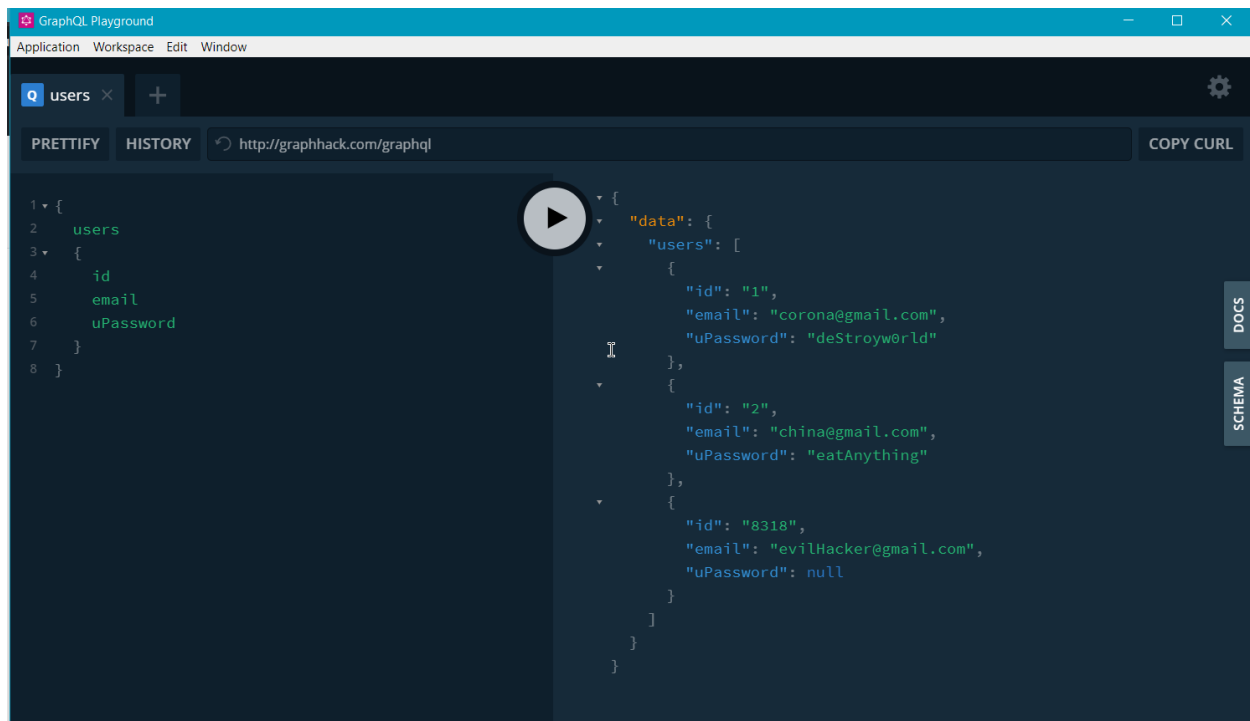 GraphQL Playground
Application Workspace Edit Window
Q users
PRETTIFY HISTORY http://graphhack.com/graphql COPY CURL
1 {
2 users
3 {
4 id
5 email
6 uPassword
7 }
8 }
{
"data": {
"users": [
{
"id": "1",
"email": "corona@gmail.com",
"uPassword": "deStroyw0rld"
},
{
"id": "2",
"email": "china@gmail.com",
"uPassword": "eatAnything"
},
{
"id": "8318",
"email": "evilHacker@gmail.com",
"uPassword": null
}
]
}
}
DOCS
SCHEMA